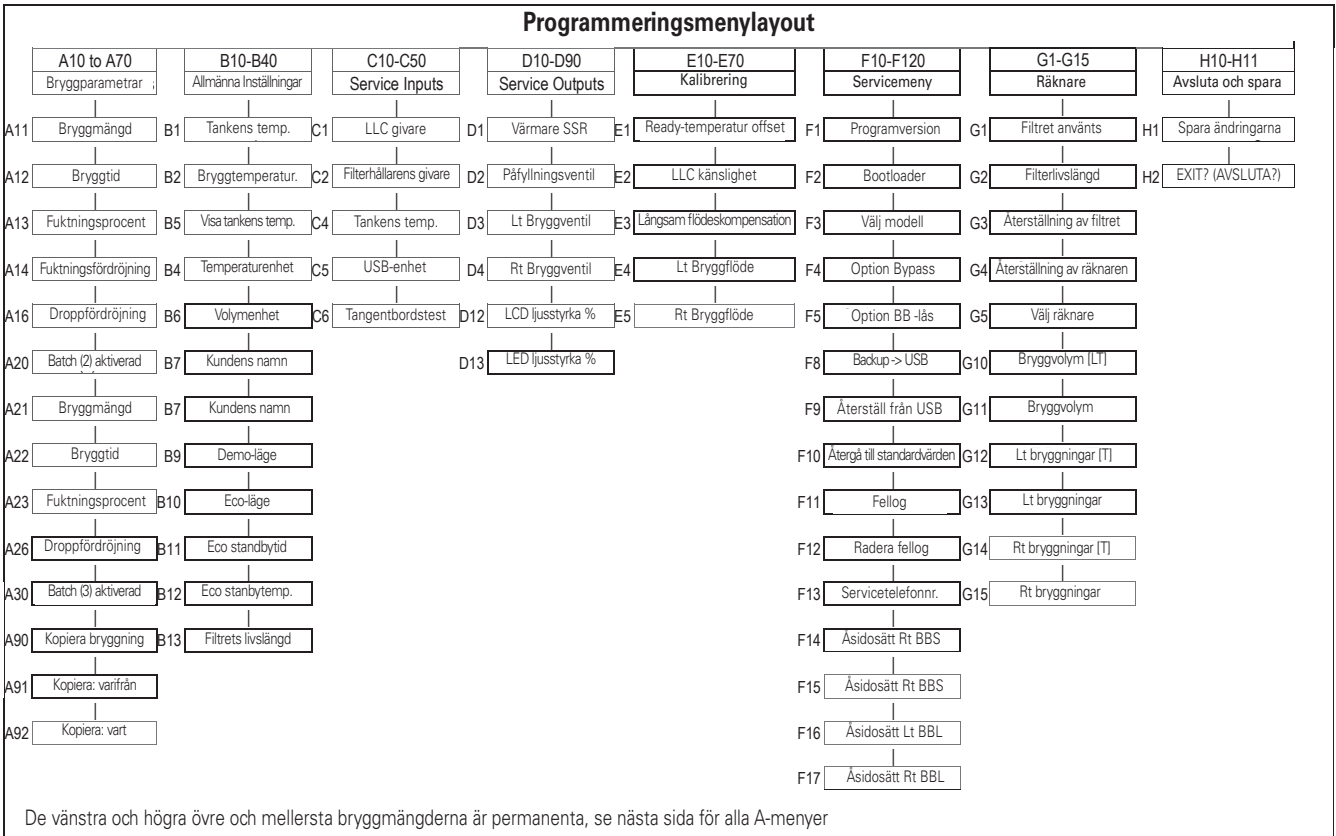 Programmeringsmenylayout
A10 to A70
Bryggparametrar
A11 Bryggmängd
A12 Bryggtid
A13 Fuktningsprocent
A14 Fuktningsfördröjning
A16 Droppfördröjning
A20 Batch (2) aktiverad
A21 Bryggmängd
A22 Bryggtid
A23 Fuktningsprocent
A26 Droppfördröjning
A30 Batch (3) aktiverad
A90 Kopiera bryggning
A91 Kopiera: varifrån
A92 Kopiera: vart
B10-B40
Allmänna Inställningar
B1 Tankens temp.
B2 Bryggtemperatur.
B5 Visa tankens temp.
B4 Temperaturenhet
B6 Volymenhet
B7 Kundens namn
B7 Kundens namn
B9 Demo-läge
B10 Eco-läge
B11 Eco standbytid
B12 Eco stanbytemp.
B13 Filtrets livslängd
C10-C50
Service Inputs
C1 LLC givare
C2 Filterhållarens givare
C4 Tankens temp.
C5 USB-enhet
C6 Tangentbordstest
D10-D90
Service Outputs
D1 Värmare SSR
D2 Påfyllningsventil
D3 Lt Bryggventil
D4 Rt Bryggventil
D12 LCD ljusstyrka %
D13 LED ljusstyrka %
E10-E70
Kalibrering
E1 Ready-temperatur offset
E2 LLC känslighet
E3 Långsam flödeskompensation
E4 Lt Bryggflöde
E5 Rt Bryggflöde
F10-F120
Servicemeny
F1 Programversion
F2 Bootloader
F3 Välj modell
F4 Option Bypass
F5 Option BB -lås
F8 Backup -> USB
F9 Återställ från USB
F10 Återgå till standardvärden
F11 Fellog
F12 Radera fellog
F13 Servicetelefonnr.
F14 Åsidosätt Rt BBS
F15 Åsidosätt Rt BBS
F16 Åsidosätt Lt BBL
F17 Åsidosätt Rt BBL
G1-G15
Räknare
G1 Filtret använts
G2 Filterlivslängd
G3 Återställning av filtret
G4 Återställning av räknaren
G5 Välj räknare
G10 Bryggvolym [LT]
G11 Bryggvolym
G12 Lt bryggningar [T]
G13 Lt bryggningar
G14 Rt bryggningar [T]
G15 Rt bryggningar
H10-H11
Avsluta och spara
H1 Spara ändringarna
H2 EXIT? (AVSLUTA?)
De vänstra och högra övre och mellersta bryggmängderna är permanenta, se nästa sida för alla A-menyer